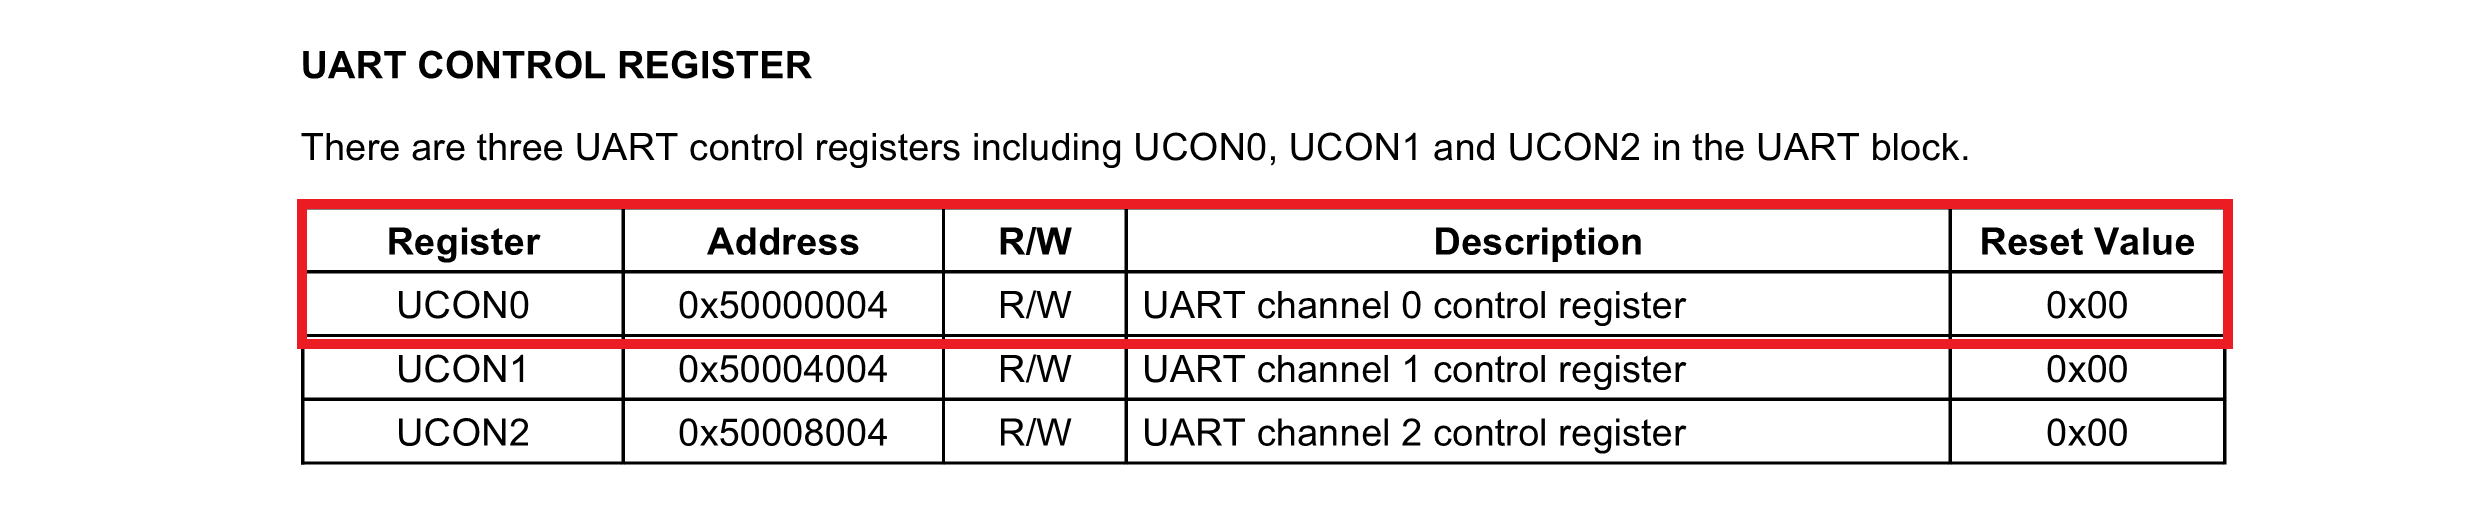 UART CONTROL REGISTER
There are three UART control registers including UCON0, UCON1 and UCON2 in the UART block.
Register Address R/W Description Reset Value
UCON0 0x50000004 R/W UART channel 0 control register 0x00
UCON1 0x50004004 R/W UART channel 1 control register 0x00
UCON2 0x50008004 R/W UART channel 2 control register 0x00